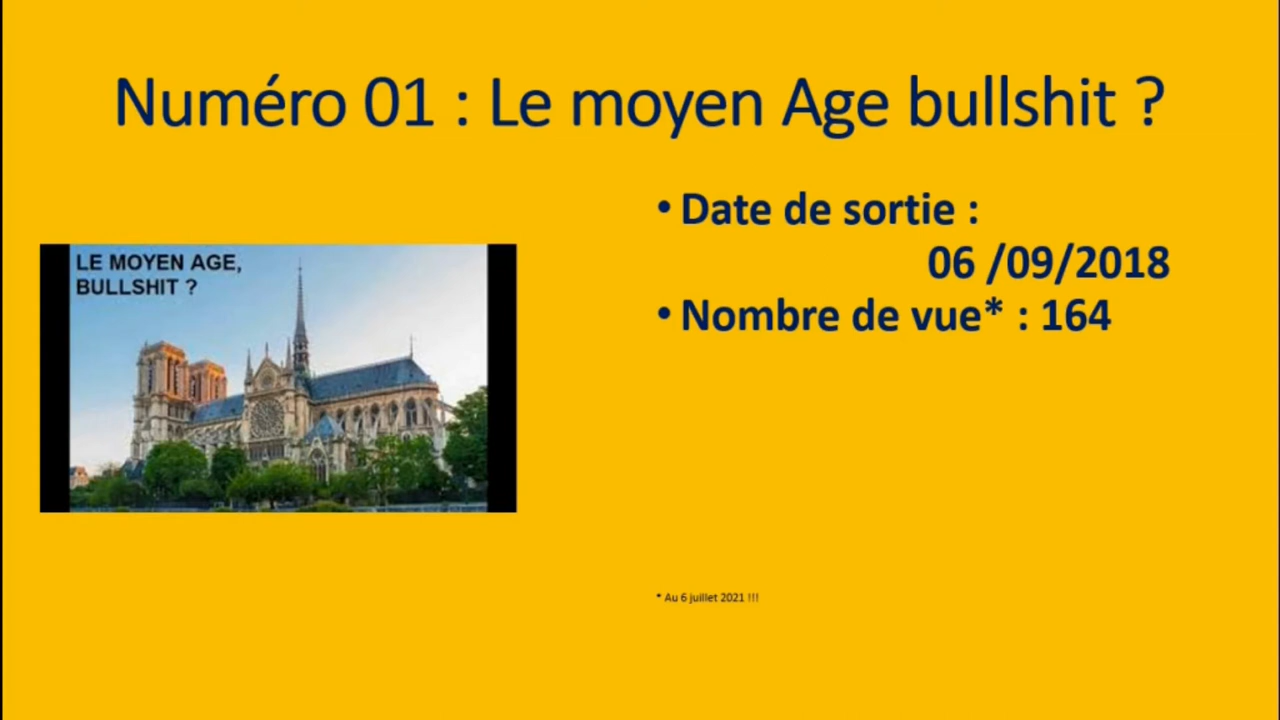 Numéro 01 : Le moyen Age bullshit ?
LE MOYEN AGE,
BULLSHIT ?
• Date de sortie :
06 /09/2018
• Nombre de vue* : 164
* Au 6 juillet 2021 !!!